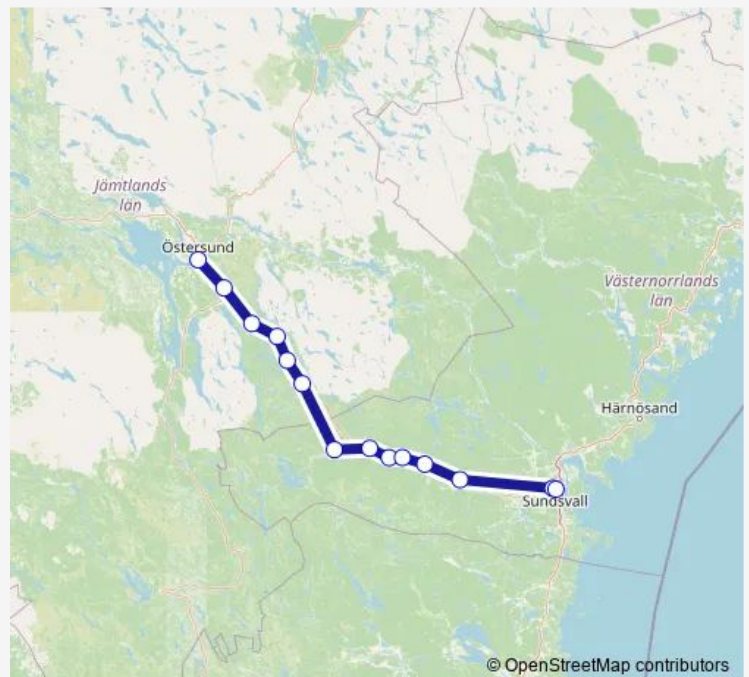 Jämtlands
län
Östersund
Västernorrlands
län
Härnösand
Sundsvall
© OpenStreetMap contributors